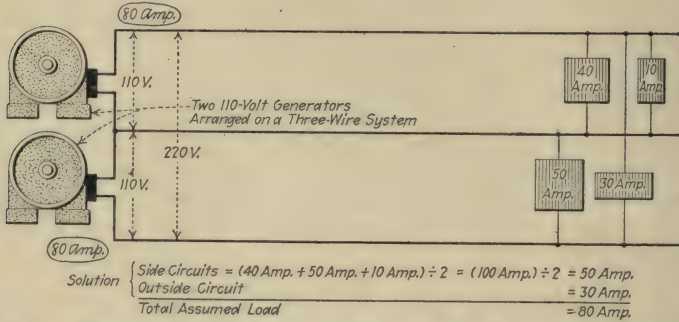 80 Amp.
110 V.
Two 110-Volt Generators
Arranged on a Three-Wire System
220 V.
110 V.
40
Amp.
10
Amp.
50
Amp.
30 Amp.
80 Amp.
Solution { Side Circuits = (40 Amp. + 50 Amp. + 10 Amp.) ÷ 2 = (100 Amp.) ÷ 2 = 50 Amp.
Outside Circuit = 30 Amp.
Total Assumed Load = 80 Amp.